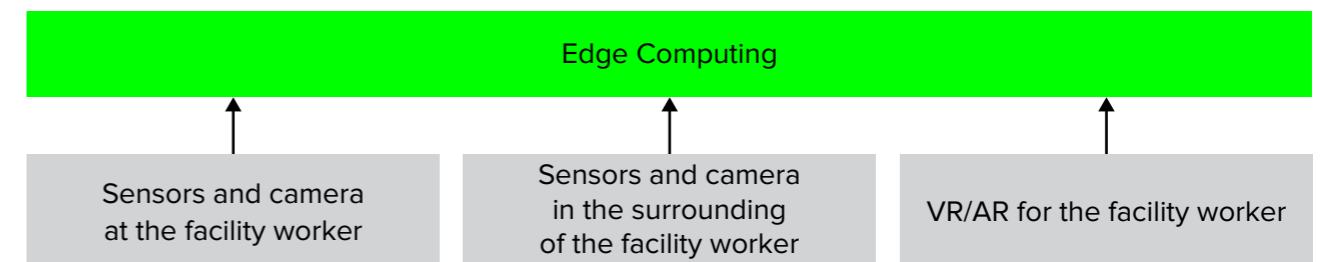 Edge Computing
Sensors and camera
at the facility worker
Sensors and camera
in the surrounding
of the facility worker
VR/AR for the facility worker